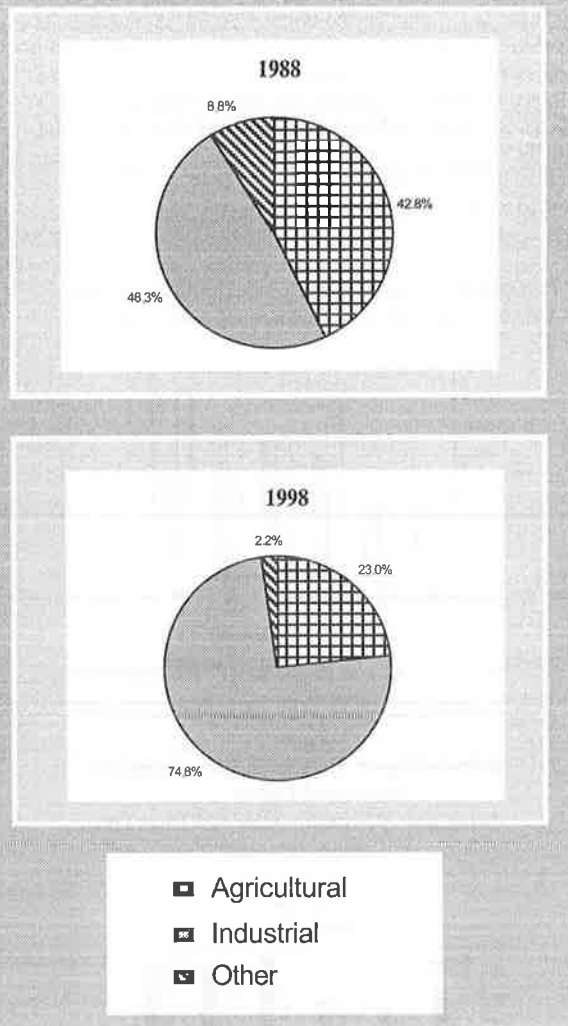 1988
8.8%
42.8%
48.3%
1998
2.2%
23.0%
74.8%
Agricultural
Industrial
Other